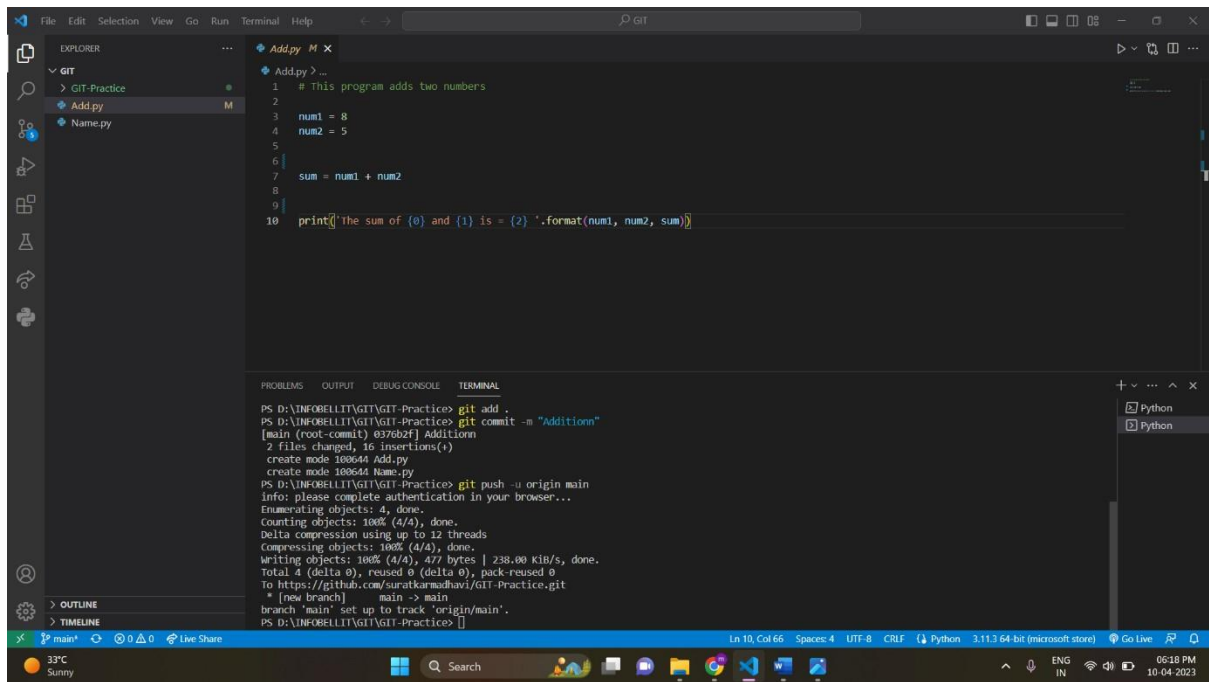 File Edit Selection View Go Run Terminal Help
GIT
EXPLORER
GIT
GIT-Practice
Add.py M
Name.py
Add.py M
Add.py > ...
1 # This program adds two numbers
2
3 num1 = 8
4 num2 = 5
5
6
7 sum = num1 + num2
8
9
10 print('The sum of {0} and {1} is = {2} '.format(num1, num2, sum))
PROBLEMS OUTPUT DEBUG CONSOLE TERMINAL
Python
Python
PS D:\INFOBELLIT\GIT\GIT-Practice> git add .
PS D:\INFOBELLIT\GIT\GIT-Practice> git commit -m "Additionn"
[main (root-commit) 0376b2f] Additionn
2 files changed, 16 insertions(+)
create mode 100644 Add.py
create mode 100644 Name.py
PS D:\INFOBELLIT\GIT\GIT-Practice> git push -u origin main
info: please complete authentication in your browser...
Enumerating objects: 4, done.
Counting objects: 100% (4/4), done.
Delta compression using up to 12 threads
Compressing objects: 100% (4/4), done.
Writing objects: 100% (4/4), 477 bytes | 238.00 KiB/s, done.
Total 4 (delta 0), reused 0 (delta 0), pack-reused 0
To https://github.com/suratkarmadhavi/GIT-Practice.git
* [new branch] main -> main
branch 'main' set up to track 'origin/main'.
PS D:\INFOBELLIT\GIT\GIT-Practice>
OUTLINE
TIMELINE
main* 0 0 Live Share Ln 10, Col 66 Spaces: 4 UTF-8 CRLF Python 3.11.3 64-bit (microsoft store) Go Live
33°C
Sunny
Search
ENG
IN
06:18 PM
10-04-2023